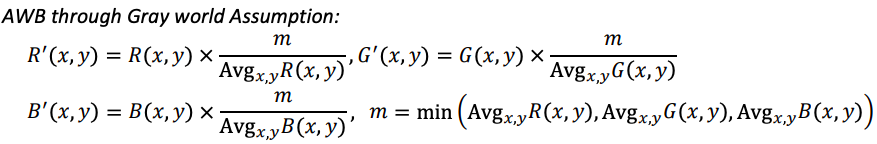 AWB through Gray world Assumption:
R′(x, y) = R(x, y) × m / Avg_{x,y}R(x, y), G′(x, y) = G(x, y) × m / Avg_{x,y}G(x, y)
B′(x, y) = B(x, y) × m / Avg_{x,y}B(x, y), m = min(Avg_{x,y}R(x, y), Avg_{x,y}G(x, y), Avg_{x,y}B(x, y))